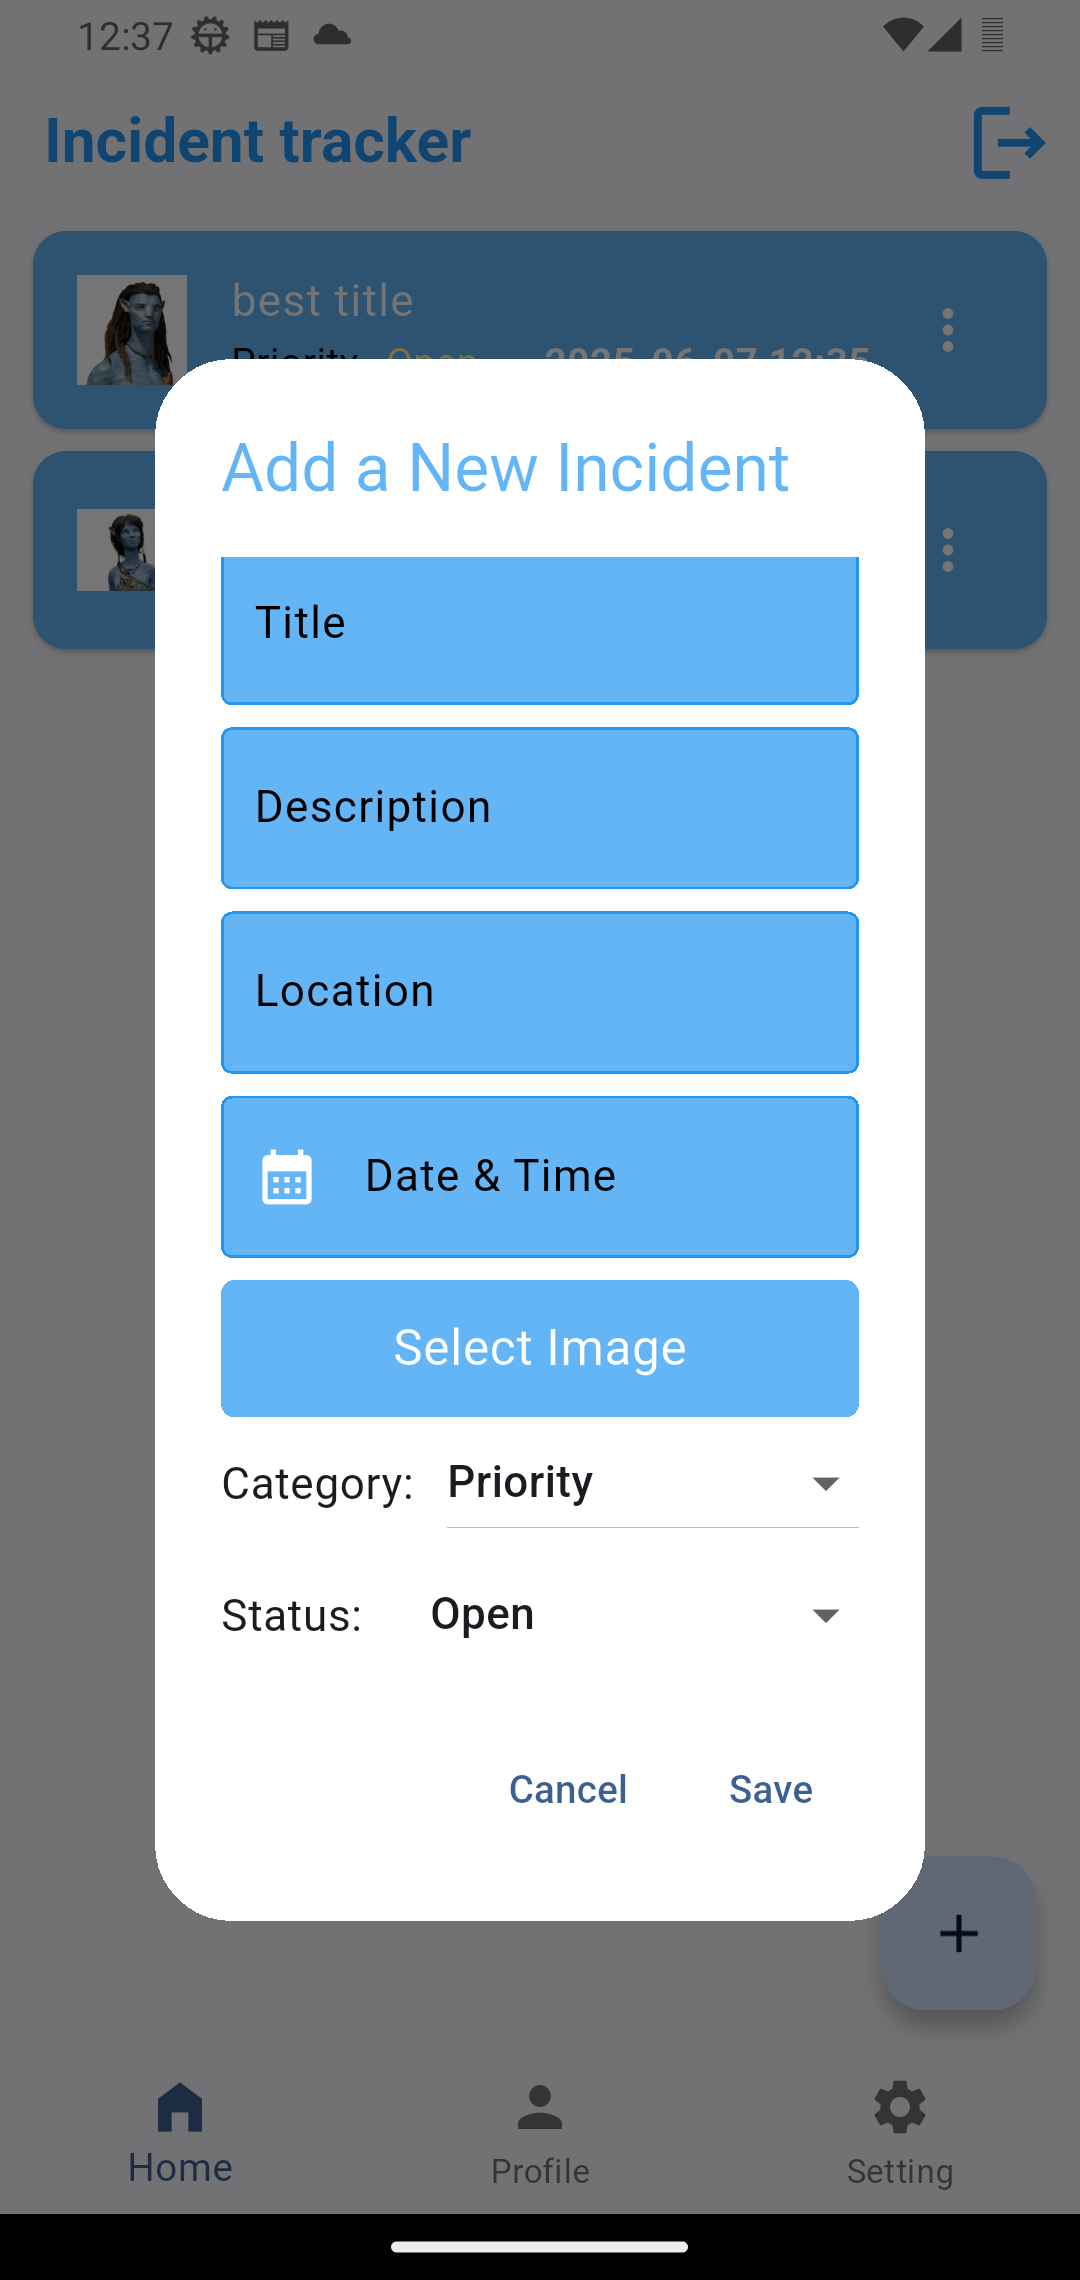 12:37
Incident tracker
best title
Priority Open 2025-06-07 12:35
Add a New Incident
Title
Description
Location
Date & Time
Select Image
Category: Priority
Status: Open
Cancel Save
Home Profile Setting